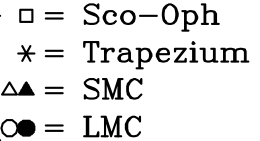 □ = Sco-Oph
* = Trapezium
△▲ = SMC
○● = LMC